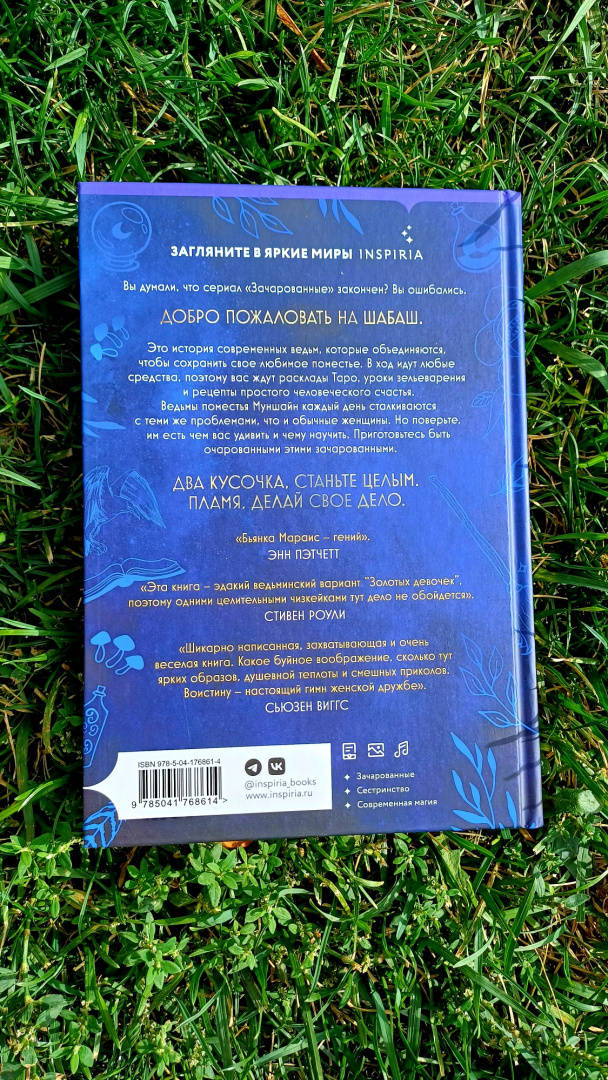 ЗАГЛЯНИТЕ В ЯРКИЕ МИРЫ INSPIRIA
Вы думали, что сериал «Зачарованные» закончен? Вы ошибались.
ДОБРО ПОЖАЛОВАТЬ НА ШАБАШ.
Это история современных ведьм, которые объединяются,
чтобы сохранить свое любимое поместье. В ход идут любые
средства, поэтому вас ждут расклады Таро, уроки зельеварения
и рецепты простого человеческого счастья.
Ведьмы поместья Муншайн каждый день сталкиваются
с теми же проблемами, что и обычные женщины. Но поверьте,
им есть чем вас удивить и чему научить. Приготовьтесь быть
очарованными этими зачарованными.
ДВА КУСОЧКА, СТАНЬТЕ ЦЕЛЫМ.
ПЛАМЯ, ДЕЛАЙ СВОЕ ДЕЛО.
«Бьянка Мараис – гений».
ЭНН ПЭТЧЕТТ
«Эта книга – эдакий ведьминский вариант "Золотых девочек",
поэтому одними целительными чизкейками тут дело не обойдется».
СТИВЕН РОУЛИ
«Шикарно написанная, захватывающая и очень
веселая книга. Какое буйное воображение, сколько тут
ярких образов, душевной теплоты и смешных приколов.
Воистину – настоящий гимн женской дружбе».
СЬЮЗЕН ВИГГС
ISBN 978-5-04-176861-4
9 785041 768614 >
@inspiria_books
www.inspiria.ru
Зачарованные
Сестринство
Современная магия